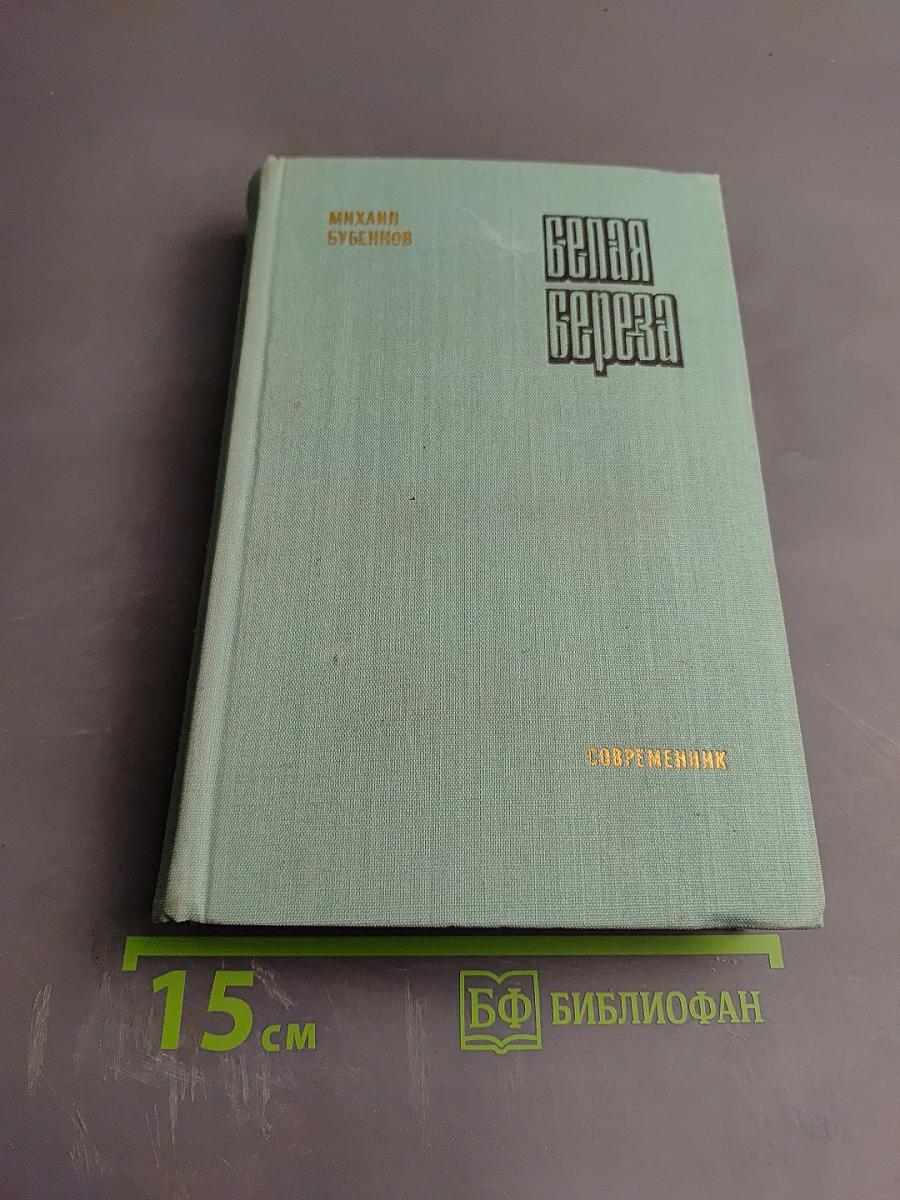 МИХАИЛ
БУБЕННОВ
БЕЛАЯ
БЕРЕЗА
СОВРЕМЕННИК
15 см
БФ БИБЛИОФАН